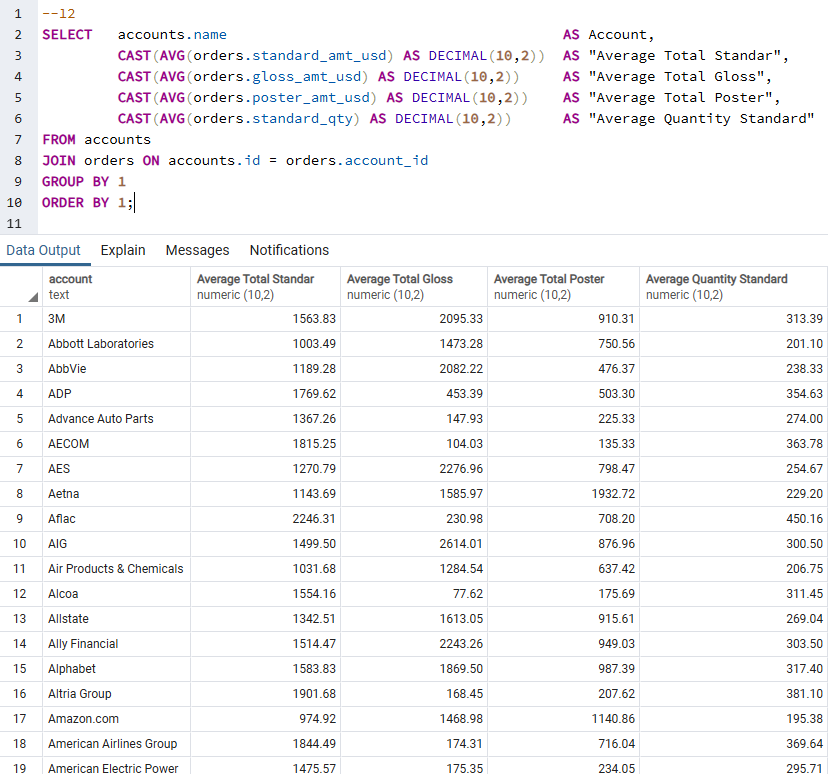 1 --12
2 SELECT accounts.name AS Account,
3 CAST(AVG(orders.standard_amt_usd) AS DECIMAL(10,2)) AS "Average Total Standar",
4 CAST(AVG(orders.gloss_amt_usd) AS DECIMAL(10,2)) AS "Average Total Gloss",
5 CAST(AVG(orders.poster_amt_usd) AS DECIMAL(10,2)) AS "Average Total Poster",
6 CAST(AVG(orders.standard_qty) AS DECIMAL(10,2)) AS "Average Quantity Standard"
7 FROM accounts
8 JOIN orders ON accounts.id = orders.account_id
9 GROUP BY 1
10 ORDER BY 1;
11
Data Output Explain Messages Notifications
account Average Total Standar Average Total Gloss Average Total Poster Average Quantity Standard
text numeric (10,2) numeric (10,2) numeric (10,2) numeric (10,2)
1 3M 1563.83 2095.33 910.31 313.39
2 Abbott Laboratories 1003.49 1473.28 750.56 201.10
3 AbbVie 1189.28 2082.22 476.37 238.33
4 ADP 1769.62 453.39 503.30 354.63
5 Advance Auto Parts 1367.26 147.93 225.33 274.00
6 AECOM 1815.25 104.03 135.33 363.78
7 AES 1270.79 2276.96 798.47 254.67
8 Aetna 1143.69 1585.97 1932.72 229.20
9 Aflac 2246.31 230.98 708.20 450.16
10 AIG 1499.50 2614.01 876.96 300.50
11 Air Products & Chemicals 1031.68 1284.54 637.42 206.75
12 Alcoa 1554.16 77.62 175.69 311.45
13 Allstate 1342.51 1613.05 915.61 269.04
14 Ally Financial 1514.47 2243.26 949.03 303.50
15 Alphabet 1583.83 1869.50 987.39 317.40
16 Altria Group 1901.68 168.45 207.62 381.10
17 Amazon.com 974.92 1468.98 1140.86 195.38
18 American Airlines Group 1844.49 174.31 716.04 369.64
19 American Electric Power 1475.57 175.35 234.05 295.71